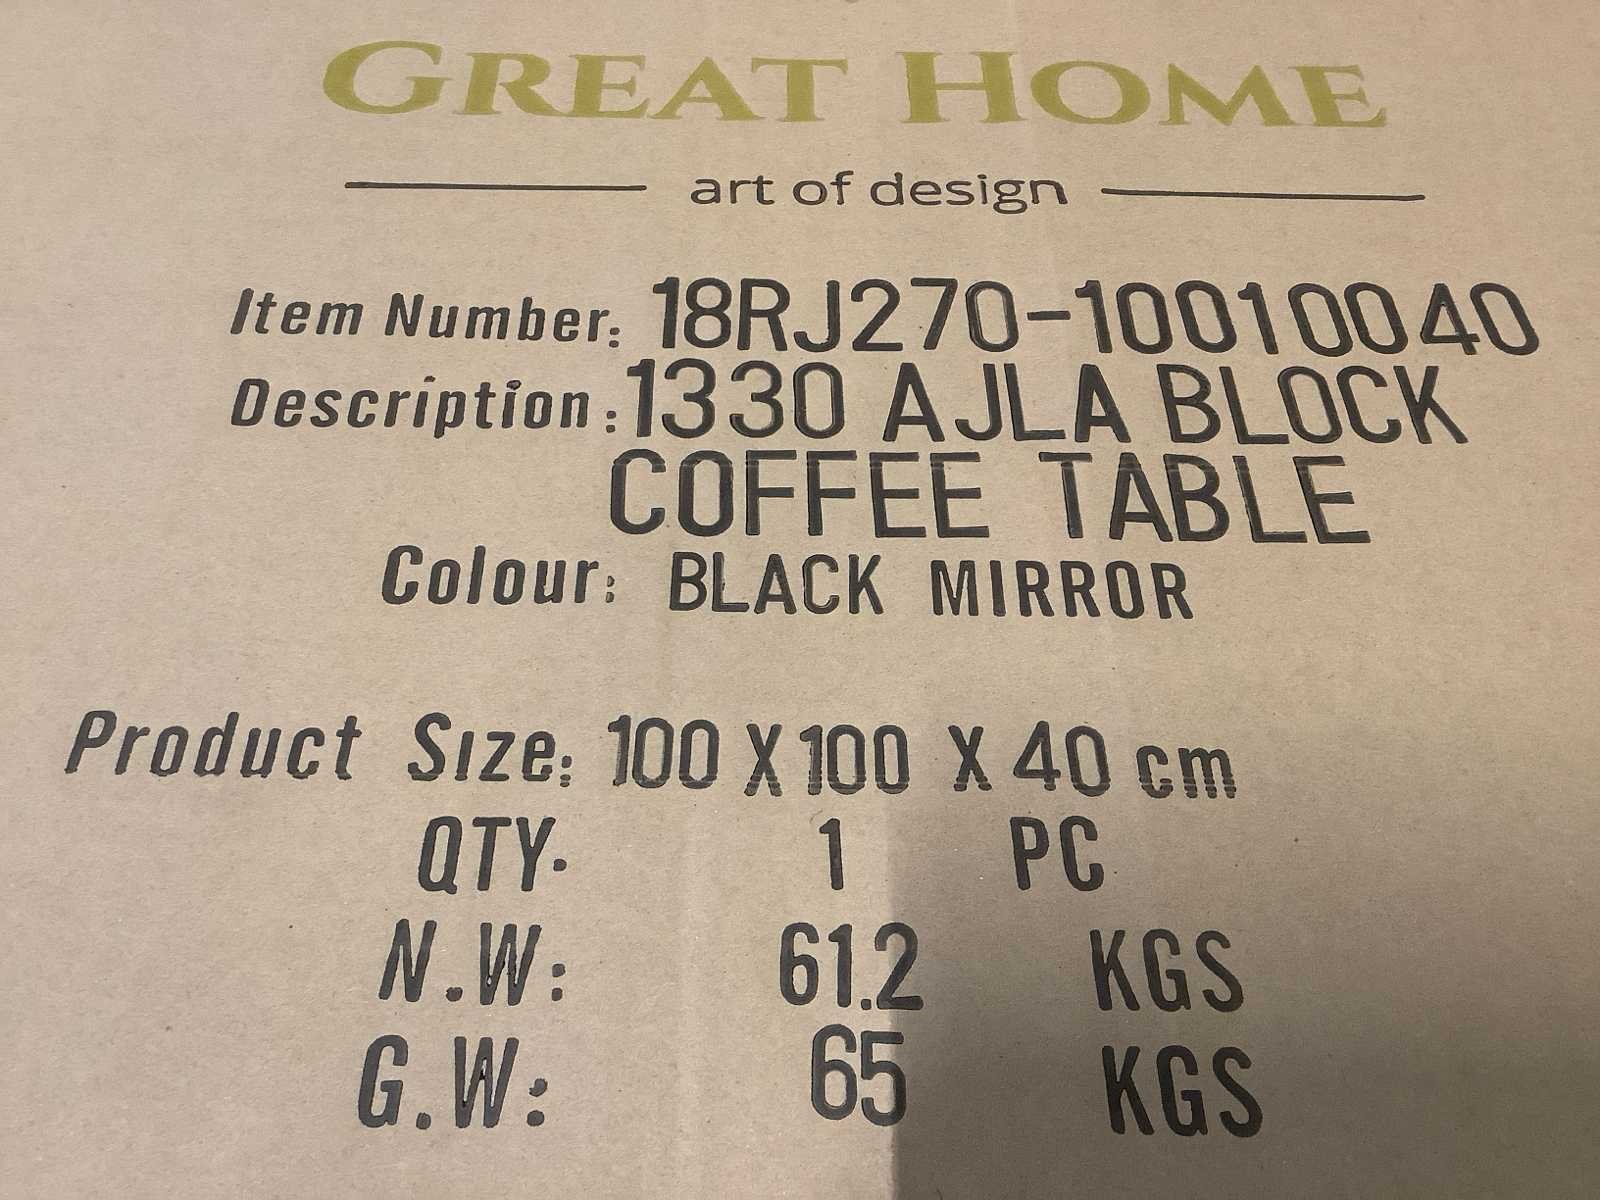 GREAT HOME
art of design
Item Number: 18RJ270-10010040
Description: 1330 AJLA BLOCK
COFFEE TABLE
Colour: BLACK MIRROR
Product Size: 100 X 100 X 40 cm
QTY: 1 PC
N.W: 61.2 KGS
G.W: 65 KGS